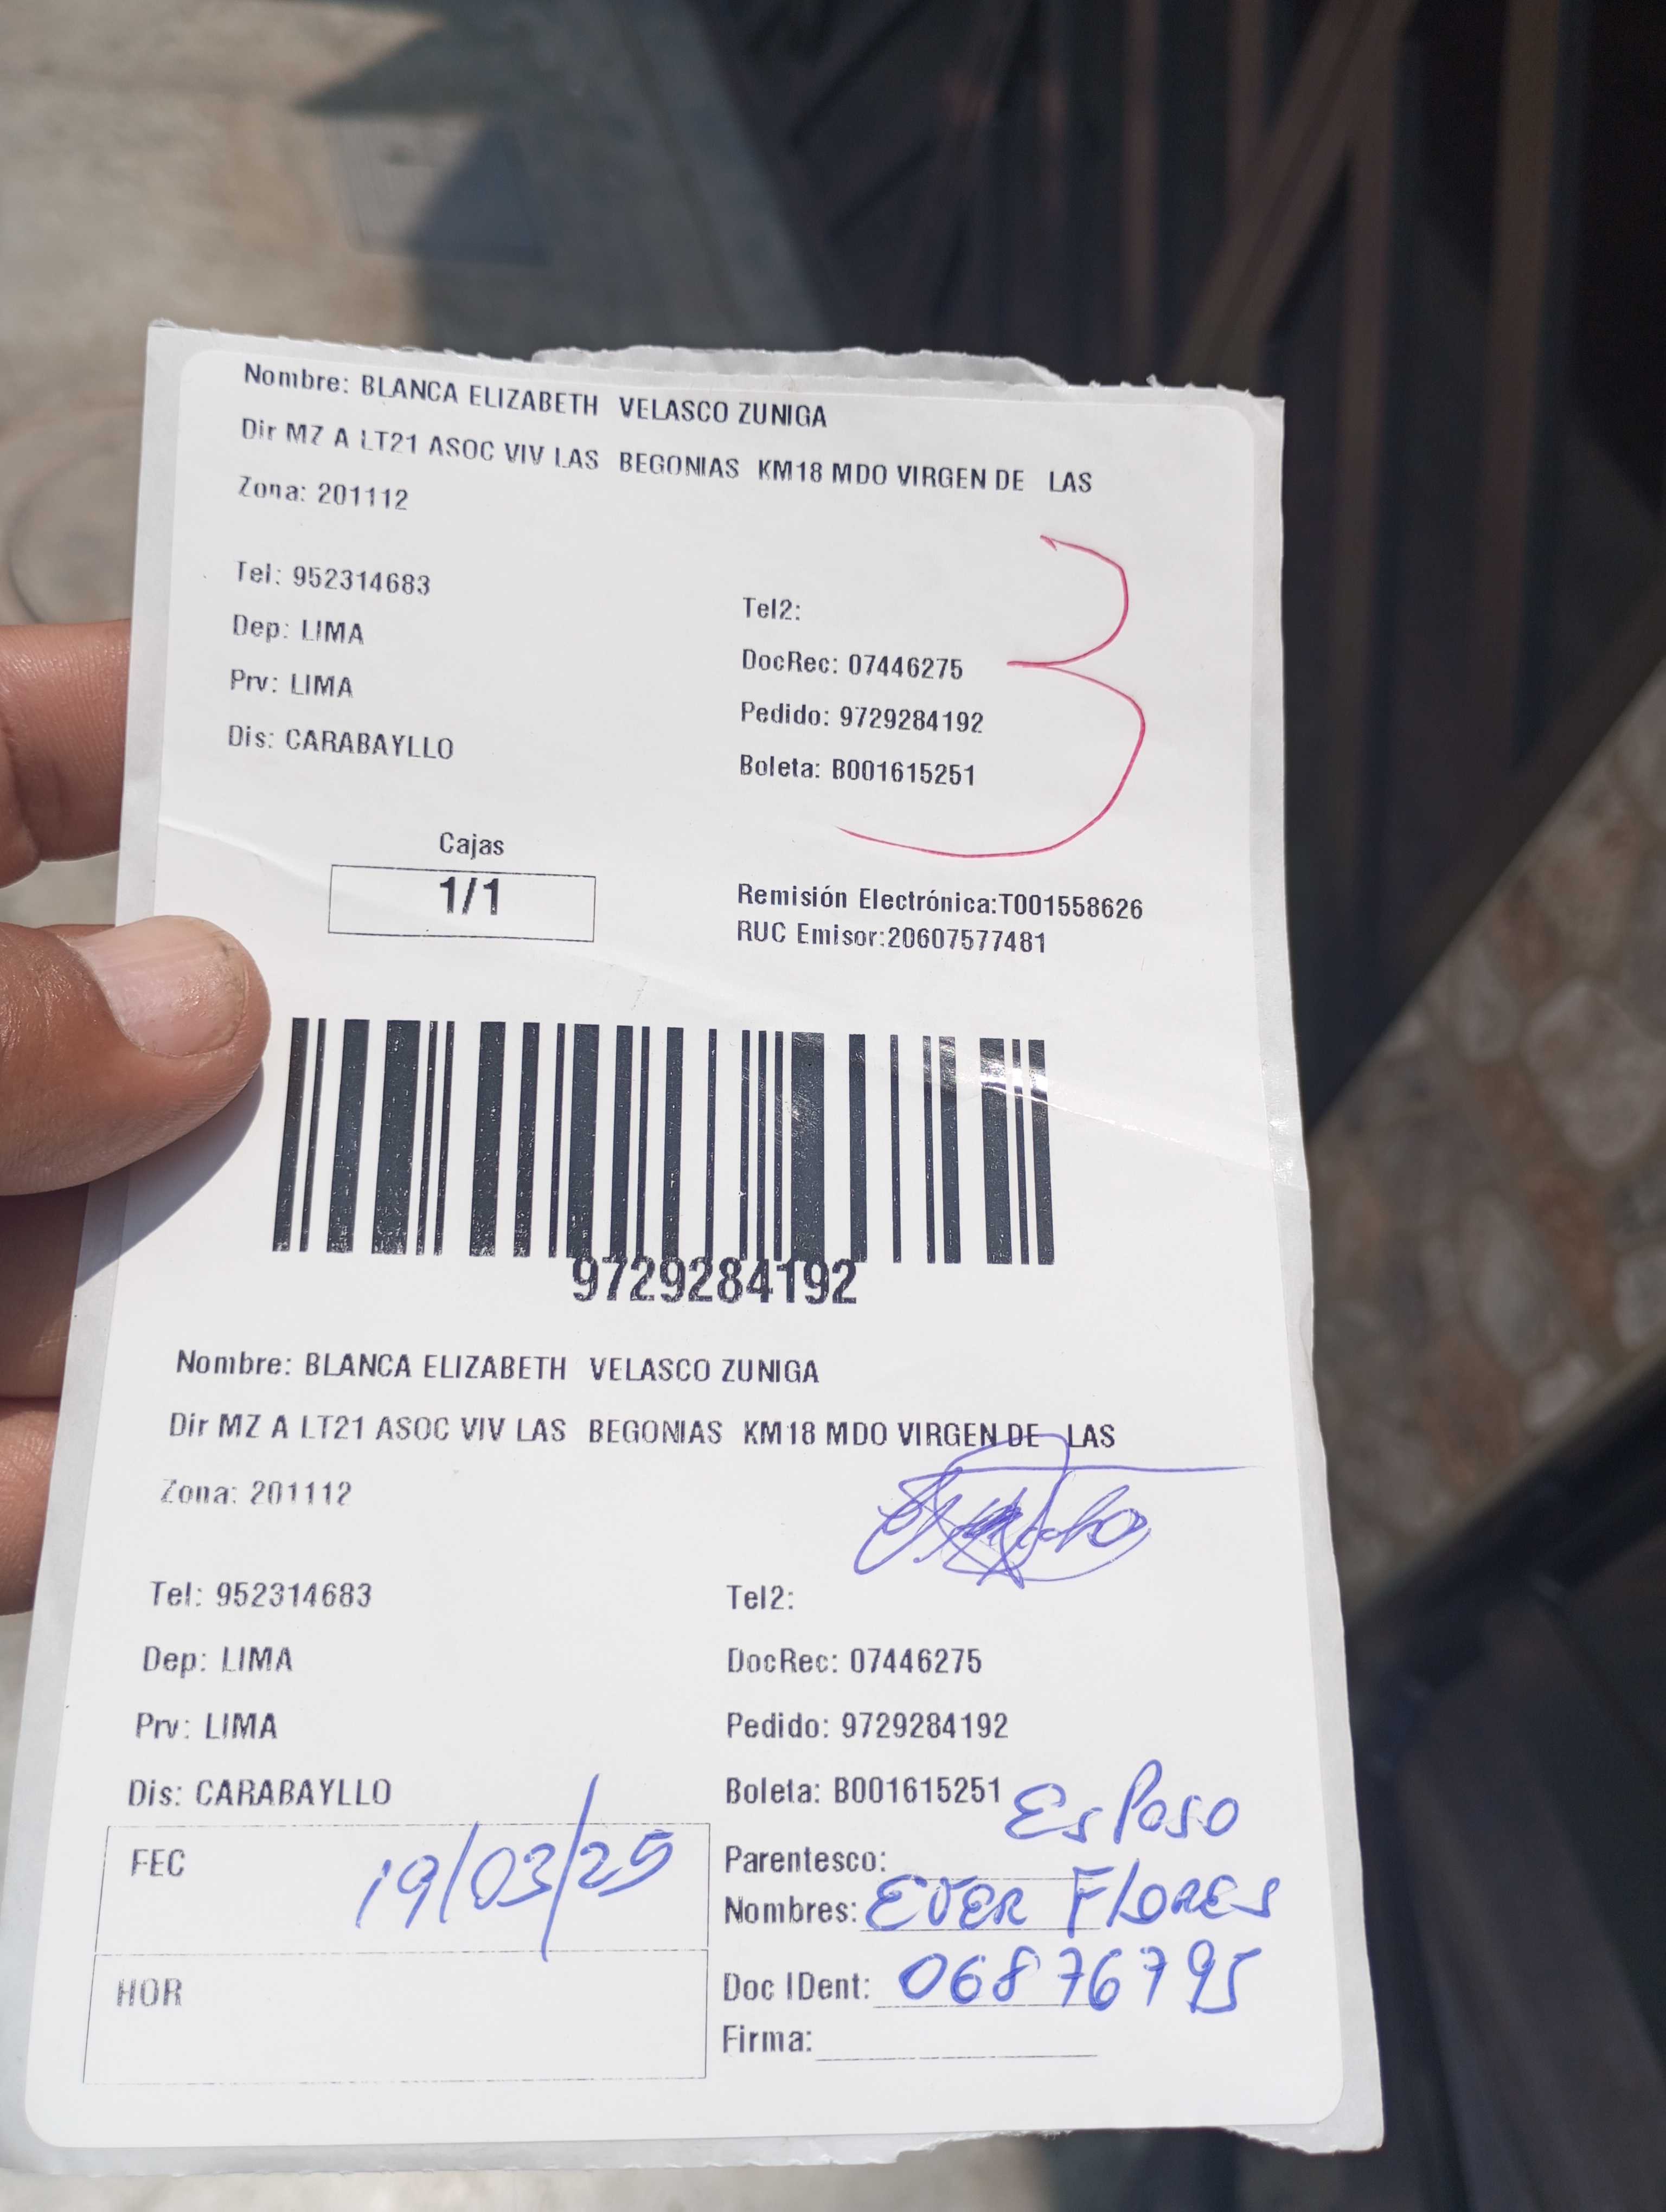 Nombre: BLANCA ELIZABETH VELASCO ZUNIGA
Dir MZ A LT21 ASOC VIV LAS BEGONIAS KM18 MDO VIRGEN DE LAS
Zona: 201112
3
Tel: 952314683
Tel2:
Dep: LIMA
DocRec: 07446275
Prv: LIMA
Pedido: 9729284192
Dis: CARABAYLLO
Boleta: B001615251
Cajas
1/1
Remisión Electrónica:T001558626
RUC Emisor:20607577481
9729284192
Nombre: BLANCA ELIZABETH VELASCO ZUNIGA
Dir MZ A LT21 ASOC VIV LAS BEGONIAS KM18 MDO VIRGEN DE LAS
Zona: 201112
Tel: 952314683
Tel2:
Dep: LIMA
DocRec: 07446275
Prv: LIMA
Pedido: 9729284192
Dis: CARABAYLLO
Boleta: B001615251
FEC 19/03/25
Parentesco: EsPoso
Nombres: EVER FLORES
HOR
Doc IDent: 06876795
Firma: